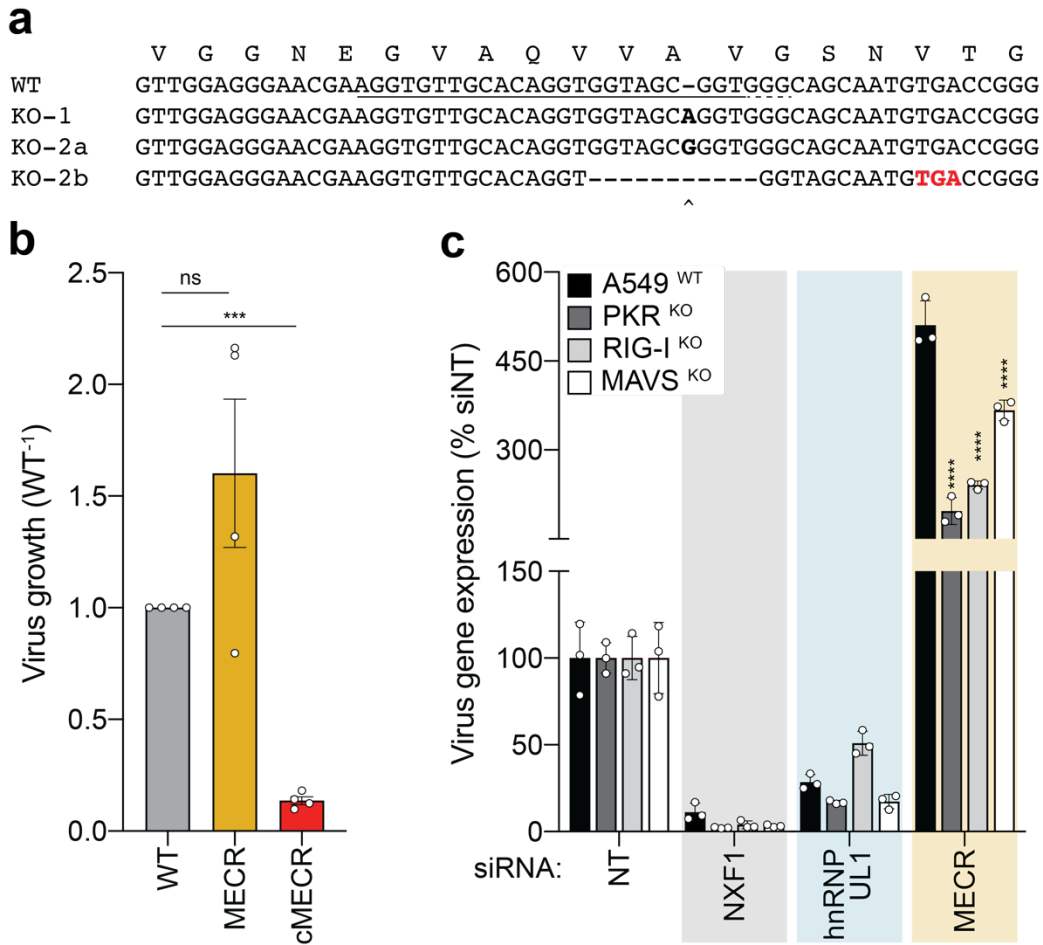 a
V G G N E G V A Q V V A V G S N V T G
WT GTTGGAGGGAACGAAGGTGTTGCACAGGTGGTAGC-GGTGGGCAGCAATGTGACCGGG
KO-1 GTTGGAGGGAACGAAGGTGTTGCACAGGTGGTAGCAGGTGGGCAGCAATGTGACCGGG
KO-2a GTTGGAGGGAACGAAGGTGTTGCACAGGTGGTAGCGGGTGGGCAGCAATGTGACCGGG
KO-2b GTTGGAGGGAACGAAGGTGTTGCACAGGT-----------GGTAGCAATGTGACCGGG
^
b
Virus growth (WT⁻¹)
2.5
2.0
1.5
1.0
0.5
0.0
ns
***
WT
MECR
cMECR
c
Virus gene expression (% siNT)
600
450
300
150
100
50
0
A549 WT
PKR KO
RIG-I KO
MAVS KO
****
****
****
siRNA:
NT
NXF1
hnRNP
UL1
MECR